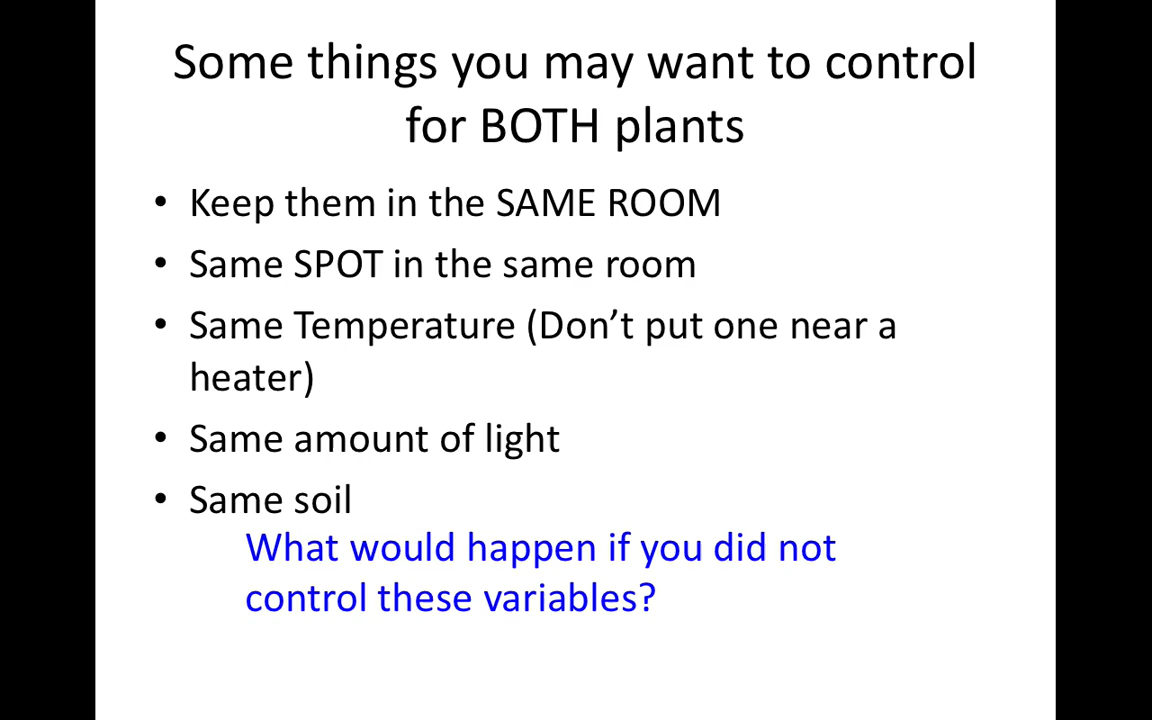 Some things you may want to control
for BOTH plants
• Keep them in the SAME ROOM
• Same SPOT in the same room
• Same Temperature (Don’t put one near a
heater)
• Same amount of light
• Same soil
What would happen if you did not
control these variables?